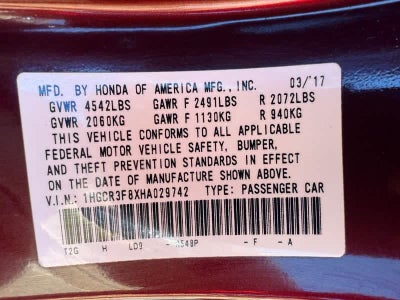 MFD. BY HONDA OF AMERICA MFG.,INC. 03/'17
GVWR 4542LBS GAWR F 2491LBS R 2072LBS
GVWR 2060KG GAWR F 1130KG R 940KG
THIS VEHICLE CONFORMS TO ALL APPLICABLE
FEDERAL MOTOR VEHICLE SAFETY, BUMPER,
AND THEFT PREVENTION STANDARDS IN EFFECT
ON THE DATE OF MANUFACTURE SHOWN ABOVE.
V.I.N.: 1HGCR3F8XHA029742 TYPE: PASSENGER CAR
T2G H - F - A